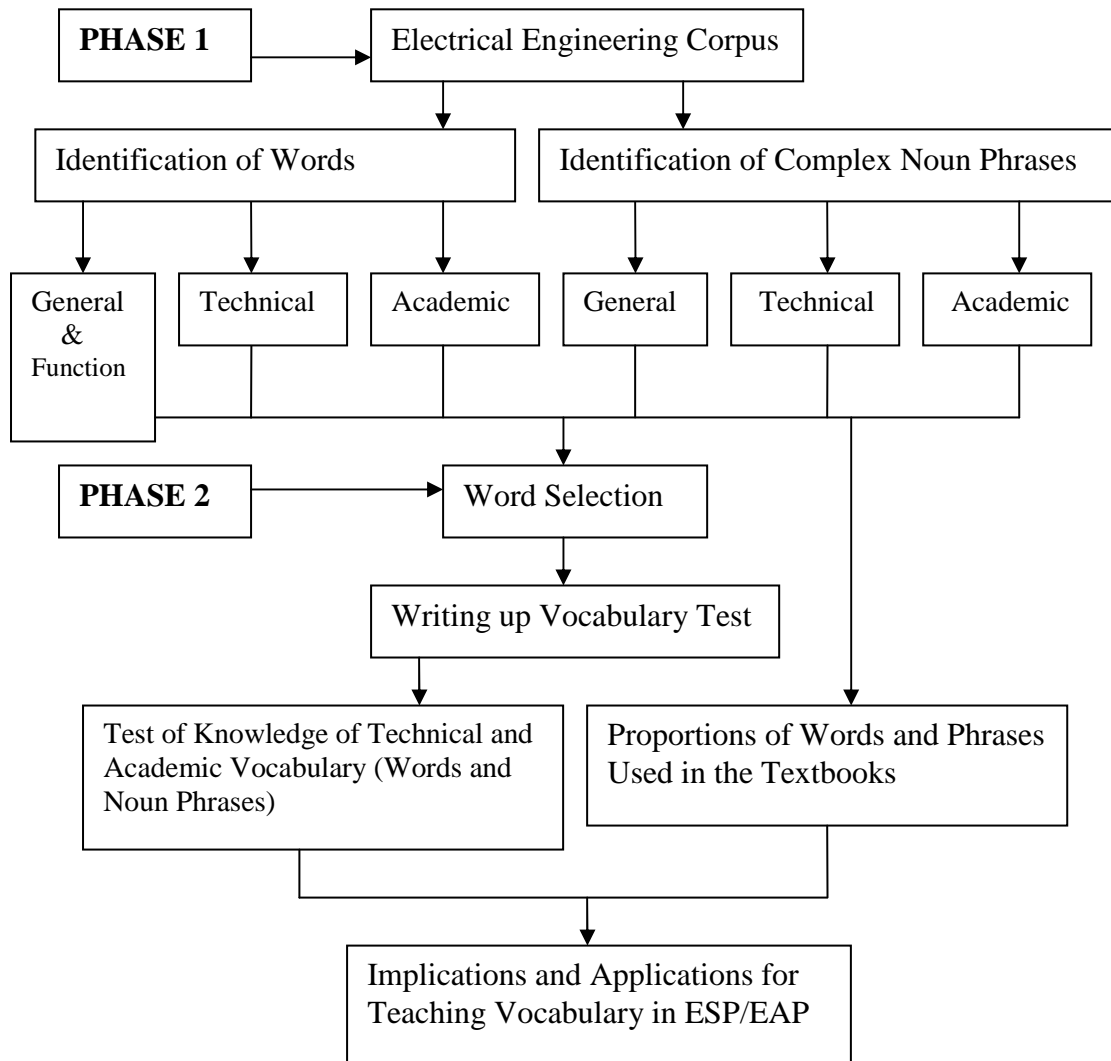 PHASE 1
Electrical Engineering Corpus
Identification of Words
Identification of Complex Noun Phrases
General
&
Function
Technical
Academic
General
Technical
Academic
PHASE 2
Word Selection
Writing up Vocabulary Test
Test of Knowledge of Technical and
Academic Vocabulary (Words and
Noun Phrases)
Proportions of Words and Phrases
Used in the Textbooks
Implications and Applications for
Teaching Vocabulary in ESP/EAP